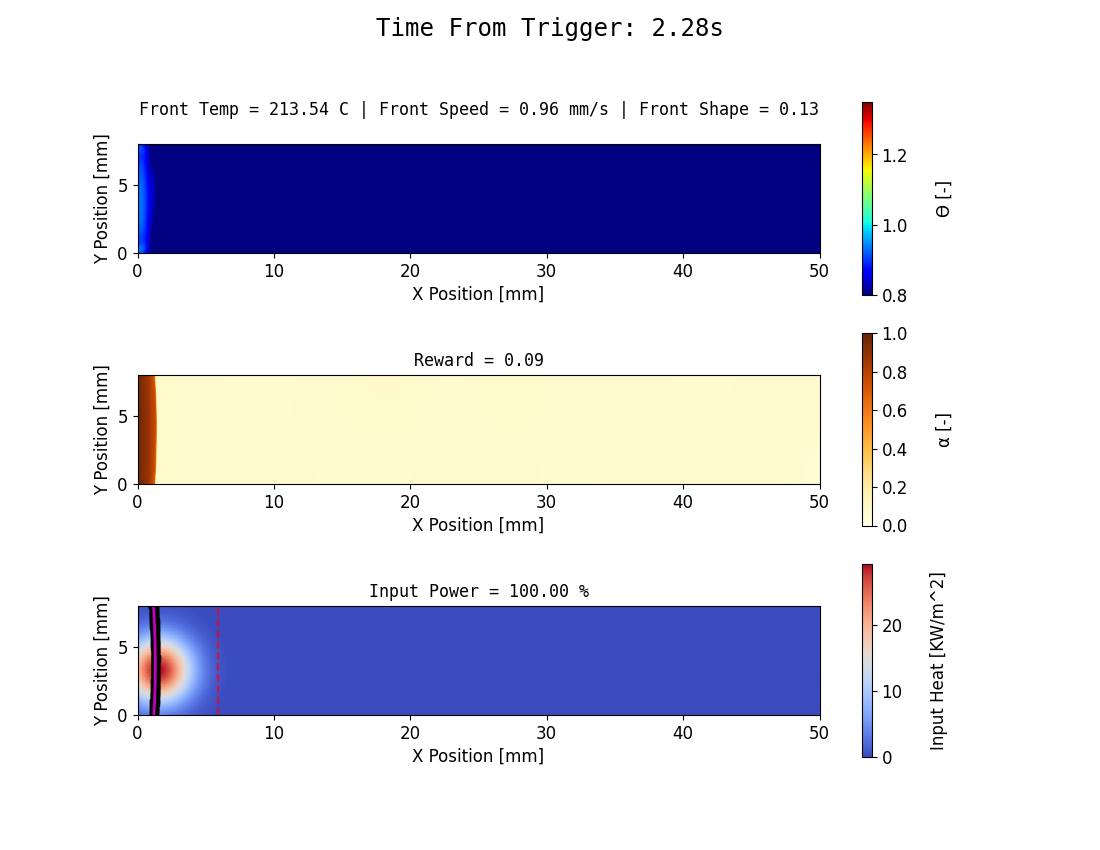 Time From Trigger: 2.28s
Front Temp = 213.54 C | Front Speed = 0.96 mm/s | Front Shape = 0.13
Y Position [mm]
5
0
0 10 20 30 40 50
X Position [mm]
1.2
1.0
0.8
Θ [-]
Reward = 0.09
Y Position [mm]
5
0
0 10 20 30 40 50
X Position [mm]
1.0
0.8
0.6
0.4
0.2
0.0
α [-]
Input Power = 100.00 %
Y Position [mm]
5
0
0 10 20 30 40 50
X Position [mm]
20
10
0
Input Heat [KW/m^2]